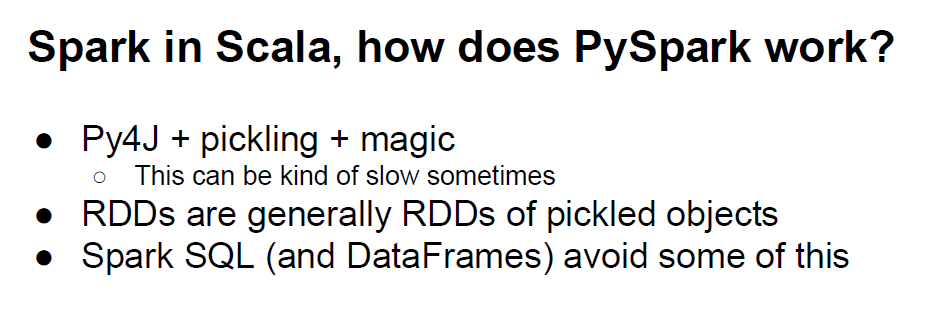 Spark in Scala, how does PySpark work?
● Py4J + pickling + magic
○ This can be kind of slow sometimes
● RDDs are generally RDDs of pickled objects
● Spark SQL (and DataFrames) avoid some of this